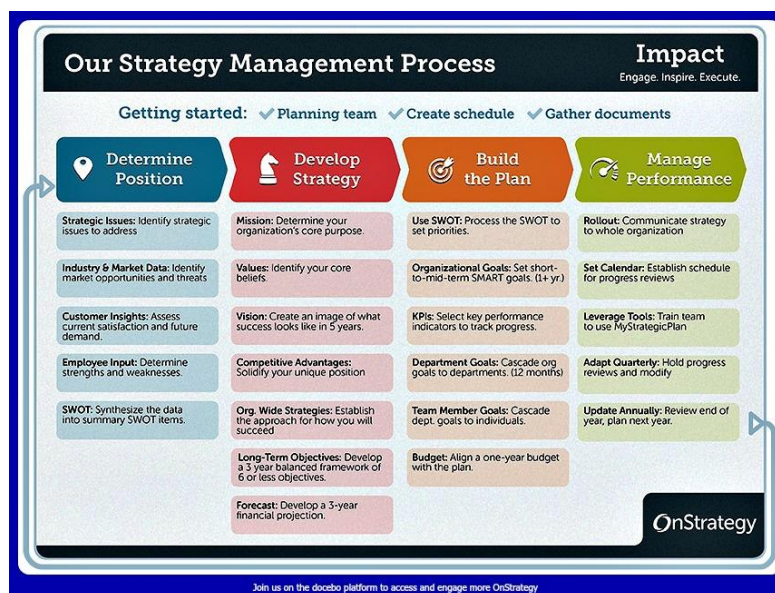 Our Strategy Management Process
Impact
Engage. Inspire. Execute.
Getting started: Planning team Create schedule Gather documents
Determine
Position
Strategic Issues: Identify strategic
issues to address
Industry & Market Data: Identify
market opportunities and threats
Customer Insights: Assess
current satisfaction and future
demand.
Employee Input: Determine
strengths and weaknesses.
SWOT: Synthesize the data
into summary SWOT items.
Develop
Strategy
Mission: Determine your
organization's core purpose.
Values: Identify your core
beliefs.
Vision: Create an image of what
success looks like in 5 years.
Competitive Advantages:
Solidify your unique position
Org. Wide Strategies: Establish
the approach for how you will
succeed
Long-Term Objectives: Develop
a 3 year balanced framework of
6 or less objectives.
Forecast: Develop a 3-year
financial projection.
Build
the Plan
Use SWOT: Process the SWOT to
set priorities.
Organizational Goals: Set short-
to-mid-term SMART goals. (1+ yr.)
KPIs: Select key performance
indicators to track progress.
Department Goals: Cascade org
goals to departments. (12 months)
Team Member Goals: Cascade
dept. goals to individuals.
Budget: Align a one-year budget
with the plan.
Manage
Performance
Rollout: Communicate strategy
to whole organization
Set Calendar: Establish schedule
for progress reviews
Leverage Tools: Train team
to use MyStrategicPlan
Adapt Quarterly: Hold progress
reviews and modify
Update Annually: Review end of
year, plan next year.
OnStrategy
Join us on the docebo platform to access and engage more OnStrategy